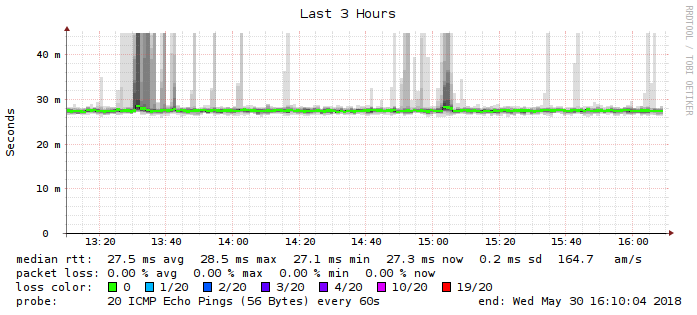 Last 3 Hours
RRDTOOL / TOBI OETIKER
Seconds
40 m
30 m
20 m
10 m
0
13:20 13:40 14:00 14:20 14:40 15:00 15:20 15:40 16:00
median rtt: 27.5 ms avg 28.5 ms max 27.1 ms min 27.3 ms now 0.2 ms sd 164.7 am/s
packet loss: 0.00 % avg 0.00 % max 0.00 % min 0.00 % now
loss color: 0 1/20 2/20 3/20 4/20 10/20 19/20
probe: 20 ICMP Echo Pings (56 Bytes) every 60s end: Wed May 30 16:10:04 2018